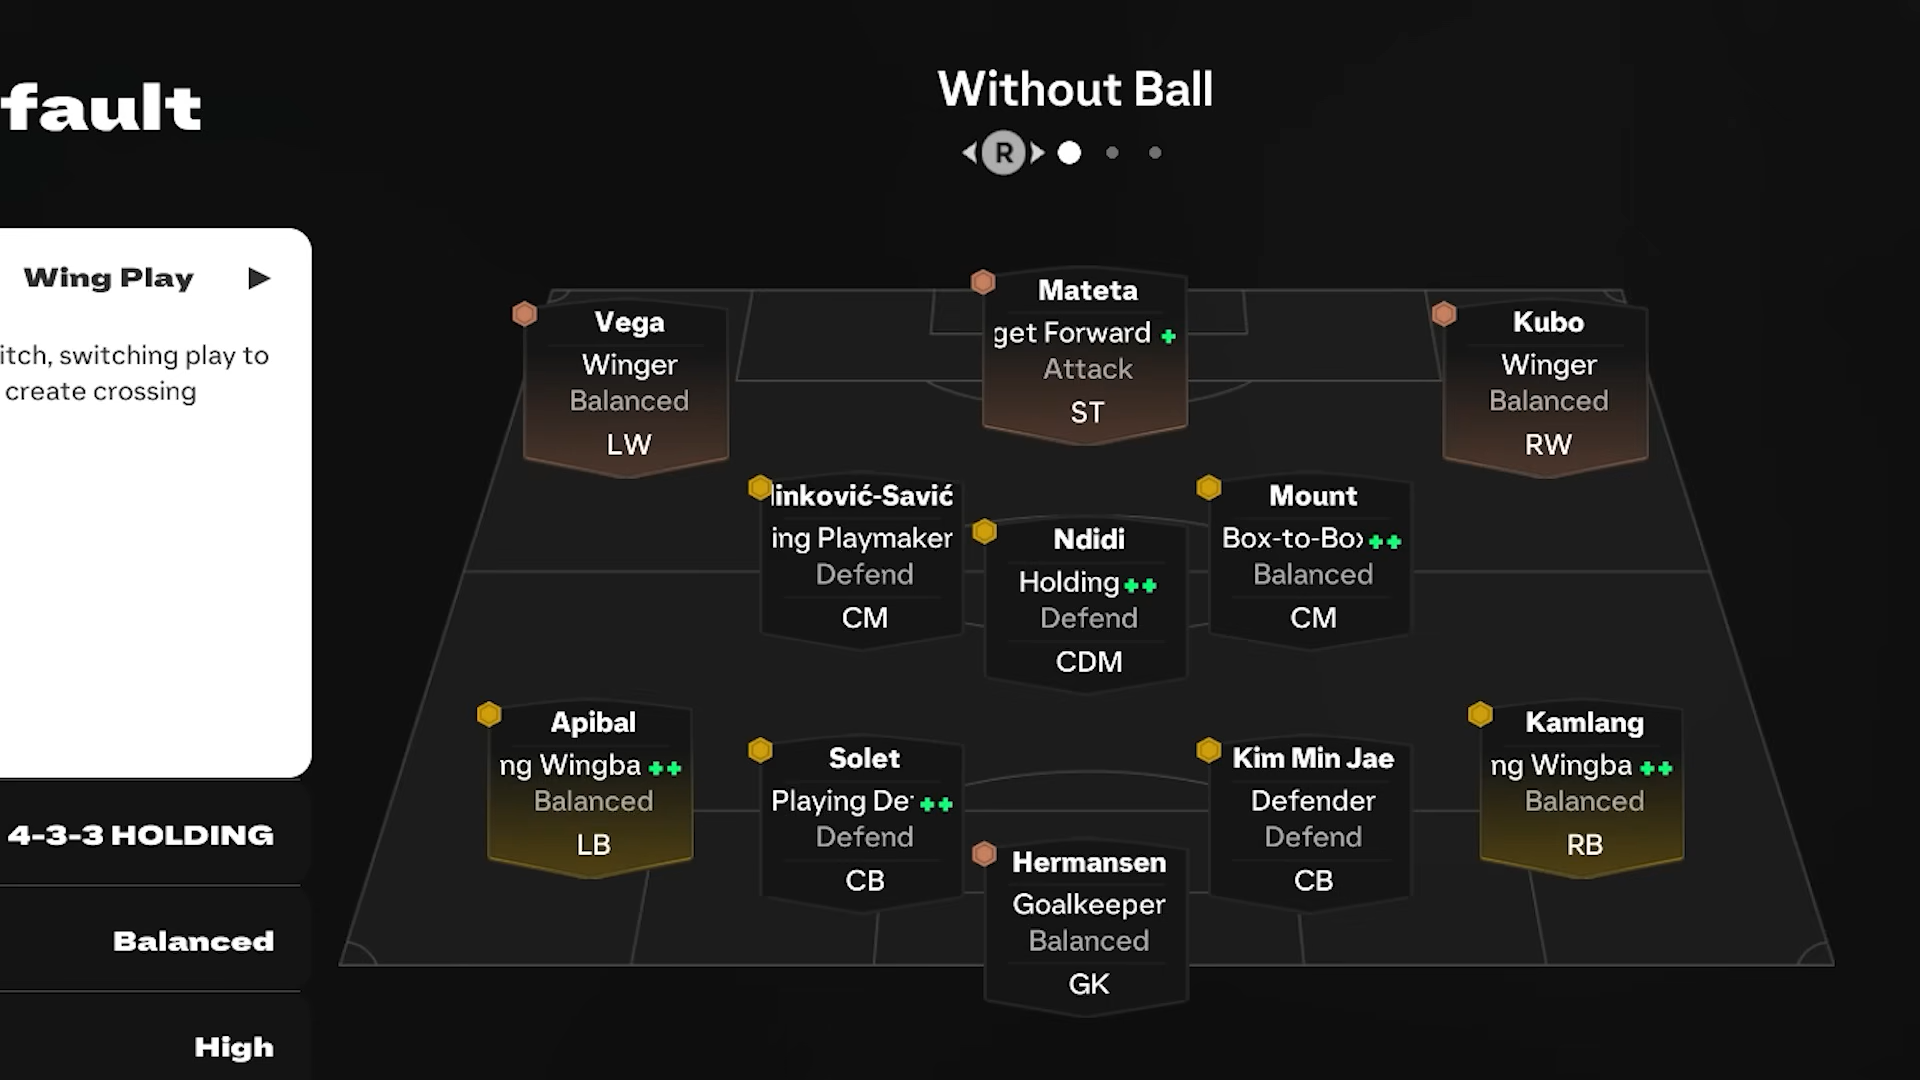 fault
Without Ball
R
Wing Play
itch, switching play to
create crossing
4-3-3 HOLDING
Balanced
High
Mateta
get Forward
Attack
ST
Vega
Winger
Balanced
LW
Kubo
Winger
Balanced
RW
linković-Savić
ing Playmaker
Defend
CM
Ndidi
Holding
Defend
CDM
Mount
Box-to-Box
Balanced
CM
Apibal
ng Wingba
Balanced
LB
Solet
Playing De
Defend
CB
Kim Min Jae
Defender
Defend
CB
Kamlang
ng Wingba
Balanced
RB
Hermansen
Goalkeeper
Balanced
GK